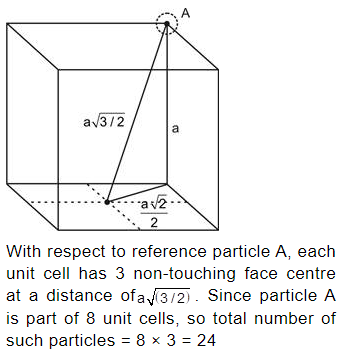 A
a√3/2
a
a√2
2
With respect to reference particle A, each
unit cell has 3 non-touching face centre
at a distance of a√(3/2). Since particle A
is part of 8 unit cells, so total number of
such particles = 8 × 3 = 24